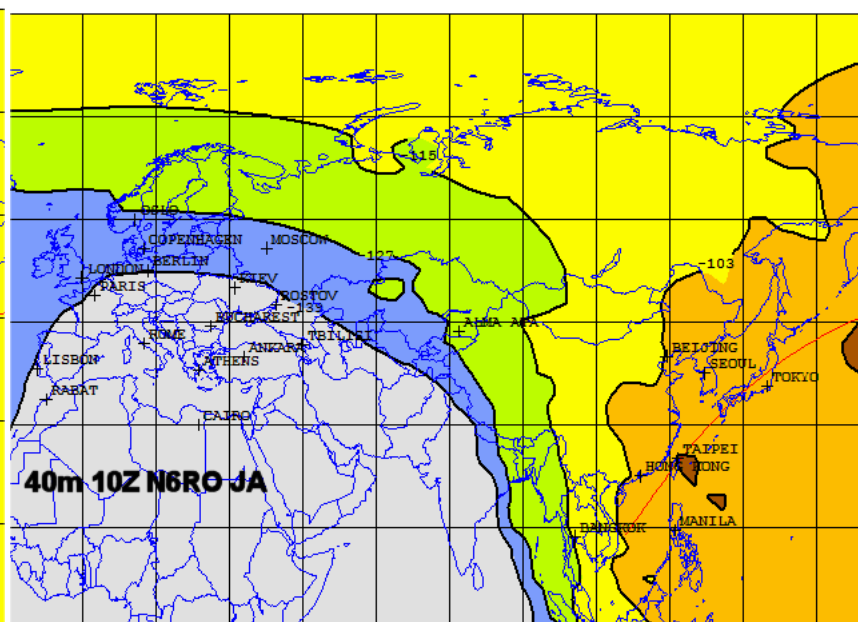 -115
OSLO
COPENHAGEN
MOSCOW
-127
BERLIN
-103
LONDON
KIEV
PARIS
ROSTOV
-139
BUCHAREST
ALMA ATA
ROME
TBILISI
ANKARA
BEIJING
LISBON
ATHENS
SEOUL
TOKYO
RABAT
CAIRO
TAIPEI
HONG KONG
40m 10Z N6RO JA
BANGKOK
MANILA